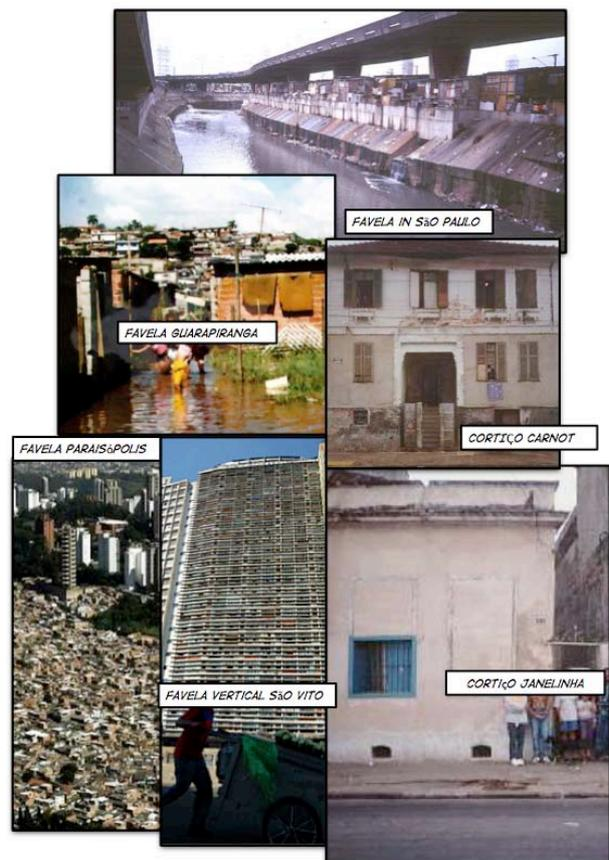 FAVELA IN SãO PAULO
FAVELA GUARAPIRANGA
CORTIÇO CARNOT
FAVELA PARAISóPOLIS
FAVELA VERTICAL SãO VITO
CORTIçO JANELINHA